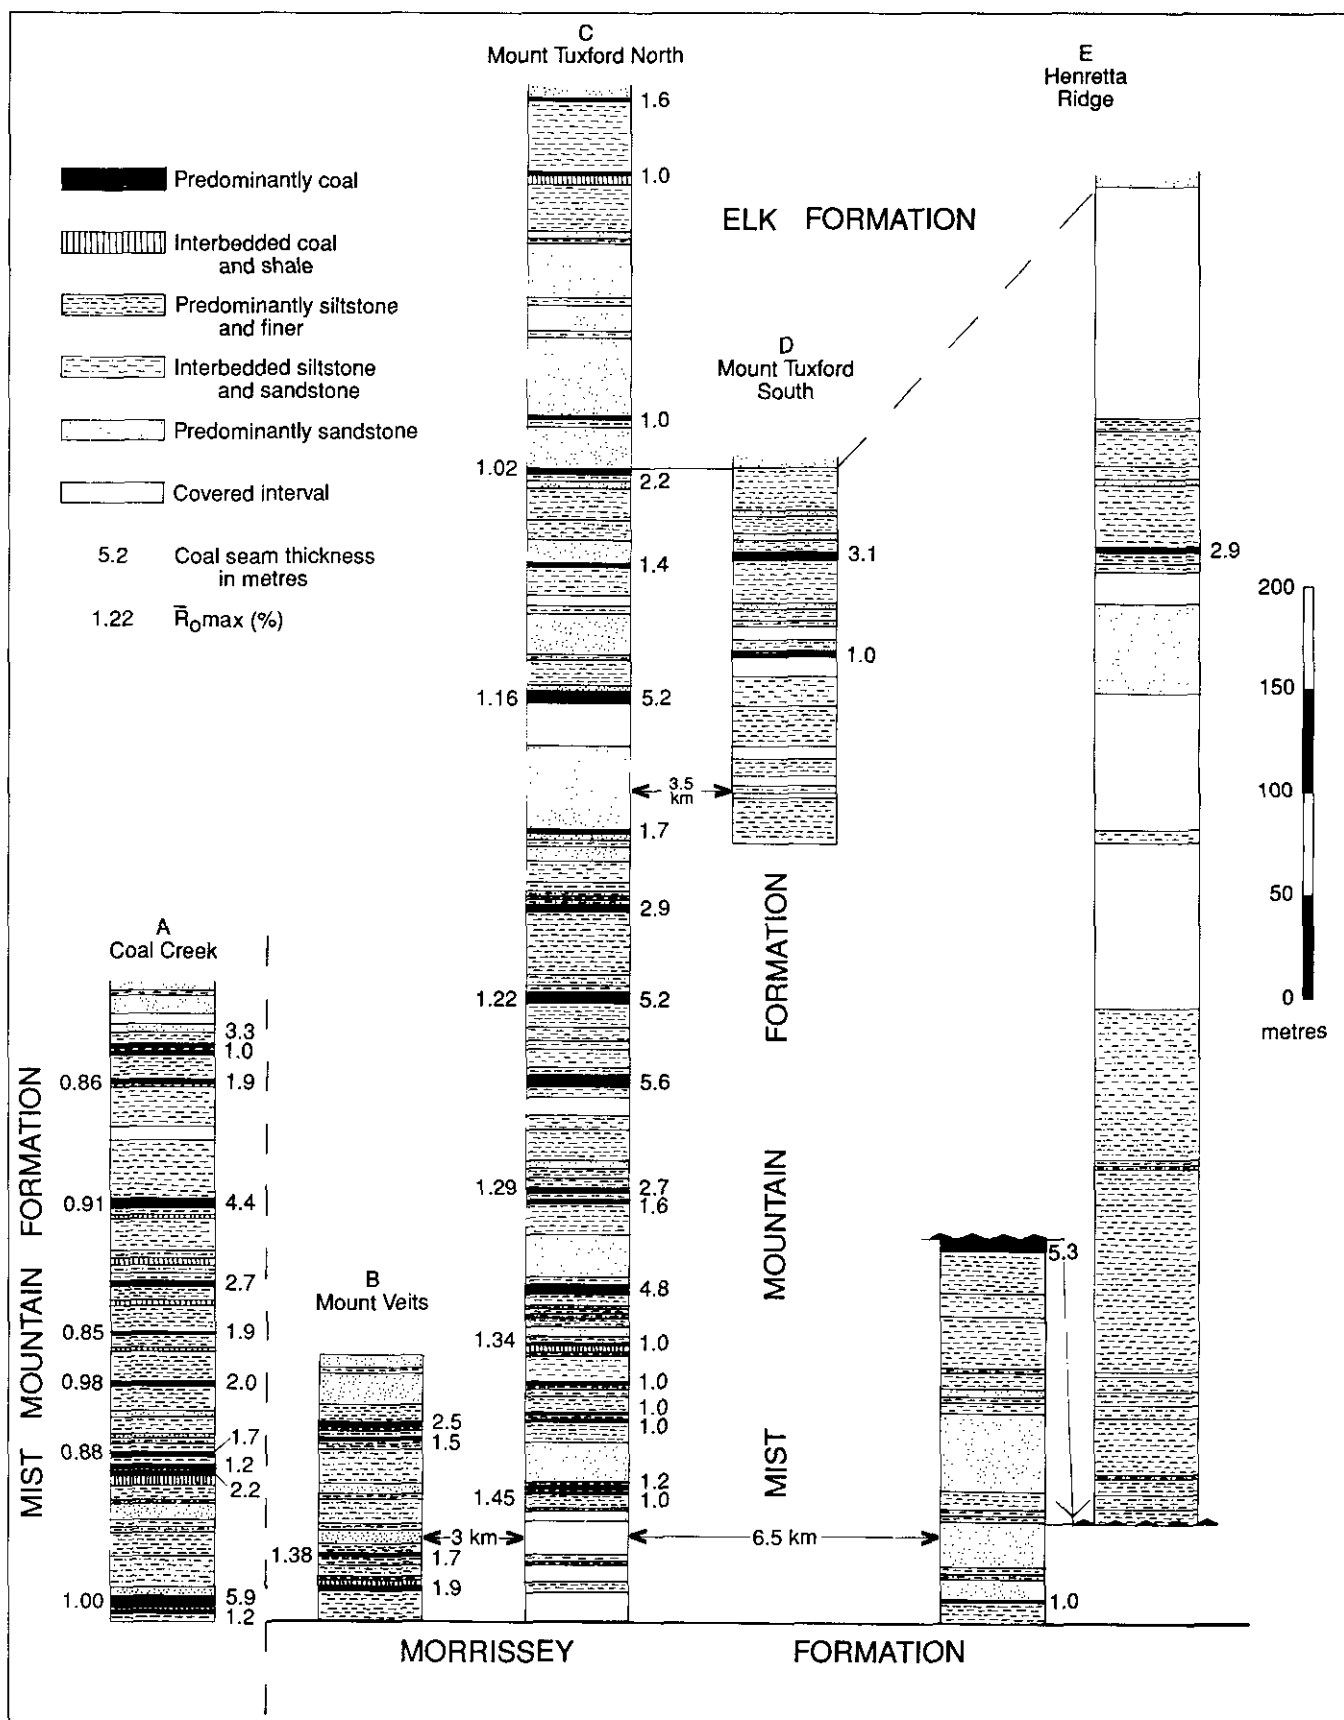 C
Mount Tuxford North
E
Henretta
Ridge
Predominantly coal
Interbedded coal
and shale
Predominantly siltstone
and finer
Interbedded siltstone
and sandstone
Predominantly sandstone
Covered interval
5.2 Coal seam thickness
in metres
1.22 R̅ₒmax (%)
1.6
1.0
1.0
1.02
2.2
1.4
1.16
5.2
1.7
2.9
1.22
5.2
5.6
1.29
2.7
1.6
4.8
1.34
1.0
1.0
1.0
1.0
1.2
1.45
1.0
ELK FORMATION
D
Mount Tuxford
South
3.1
1.0
3.5
km
2.9
200
150
100
50
0
metres
A
Coal Creek
3.3
1.0
0.86
1.9
0.91
4.4
2.7
0.85
1.9
0.98
2.0
1.7
0.88
1.2
2.2
1.00
5.9
1.2
MIST MOUNTAIN FORMATION
B
Mount Veits
2.5
1.5
1.38
1.7
1.9
3 km
6.5 km
5.3
1.0
MIST MOUNTAIN FORMATION
MORRISSEY FORMATION